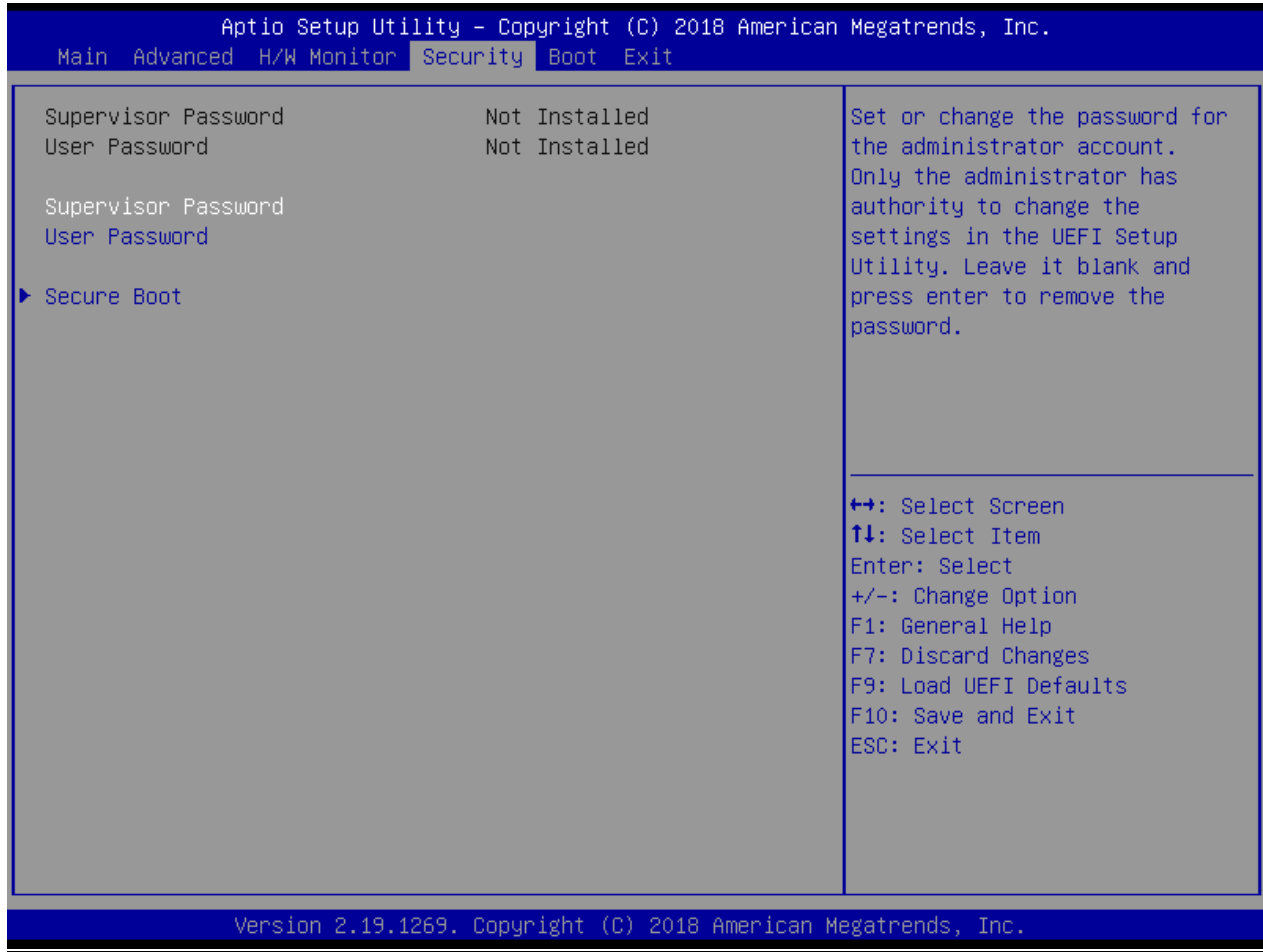 Aptio Setup Utility – Copyright (C) 2018 American Megatrends, Inc.
Main Advanced H/W Monitor Security Boot Exit
Supervisor Password Not Installed
User Password Not Installed
Supervisor Password
User Password
Secure Boot
Set or change the password for
the administrator account.
Only the administrator has
authority to change the
settings in the UEFI Setup
Utility. Leave it blank and
press enter to remove the
password.
↔: Select Screen
↑↓: Select Item
Enter: Select
+/-: Change Option
F1: General Help
F7: Discard Changes
F9: Load UEFI Defaults
F10: Save and Exit
ESC: Exit
Version 2.19.1269. Copyright (C) 2018 American Megatrends, Inc.